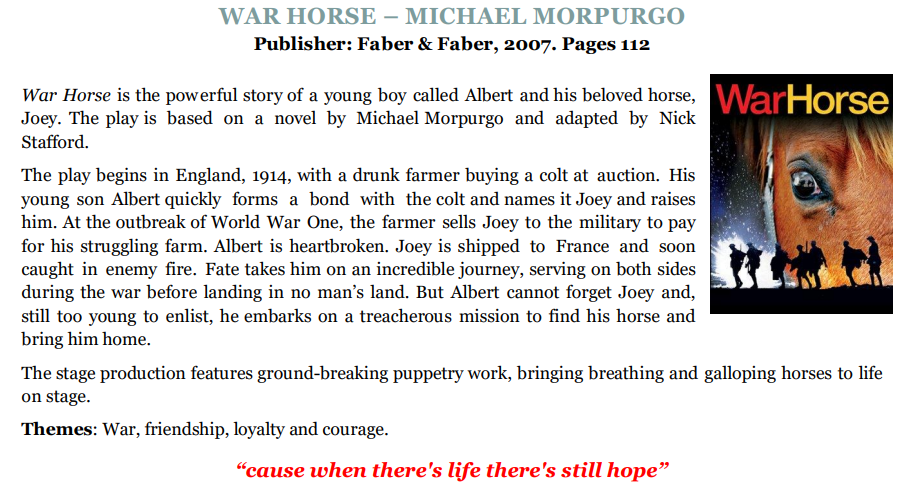 WAR HORSE – MICHAEL MORPURGO
Publisher: Faber & Faber, 2007. Pages 112
War Horse is the powerful story of a young boy called Albert and his beloved horse,
Joey. The play is based on a novel by Michael Morpurgo and adapted by Nick
Stafford.
WarHorse
The play begins in England, 1914, with a drunk farmer buying a colt at auction. His
young son Albert quickly forms a bond with the colt and names it Joey and raises
him. At the outbreak of World War One, the farmer sells Joey to the military to pay
for his struggling farm. Albert is heartbroken. Joey is shipped to France and soon
caught in enemy fire. Fate takes him on an incredible journey, serving on both sides
during the war before landing in no man's land. But Albert cannot forget Joey and,
still too young to enlist, he embarks on a treacherous mission to find his horse and
bring him home.
The stage production features ground-breaking puppetry work, bringing breathing and galloping horses to life
on stage.
Themes: War, friendship, loyalty and courage.
“cause when there's life there's still hope”